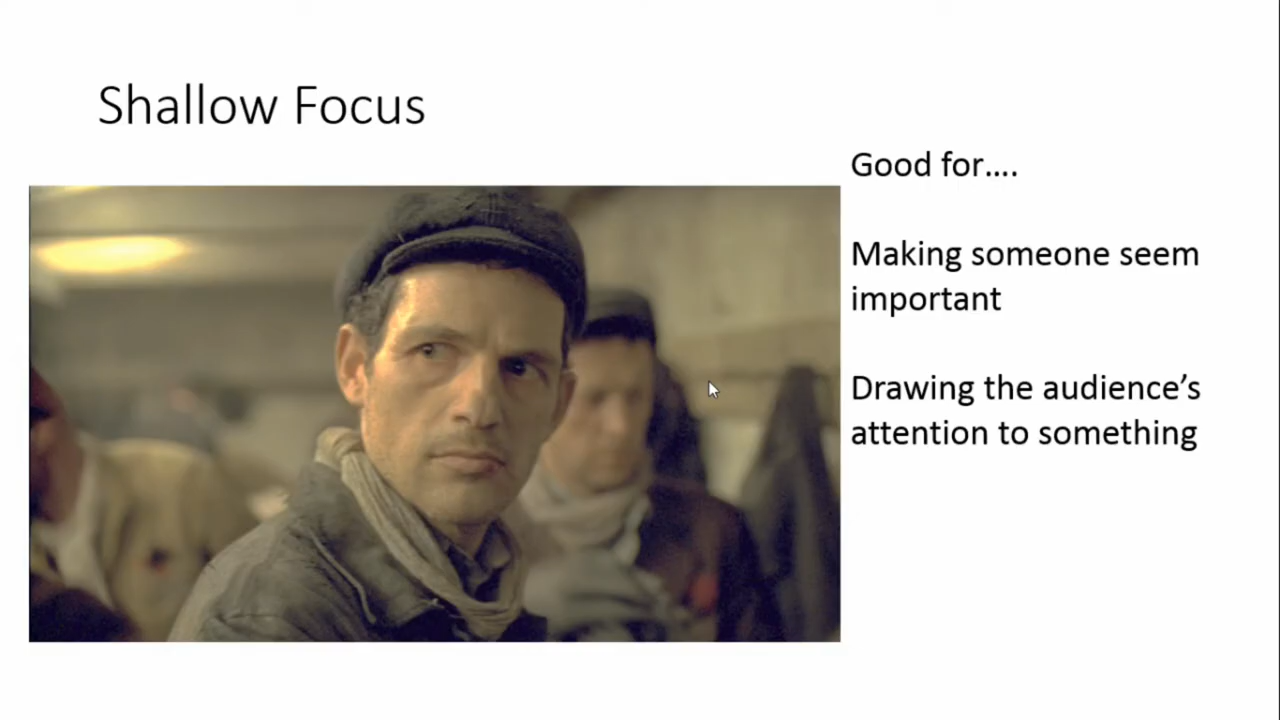 Shallow Focus
Good for....
Making someone seem
important
Drawing the audience’s
attention to something